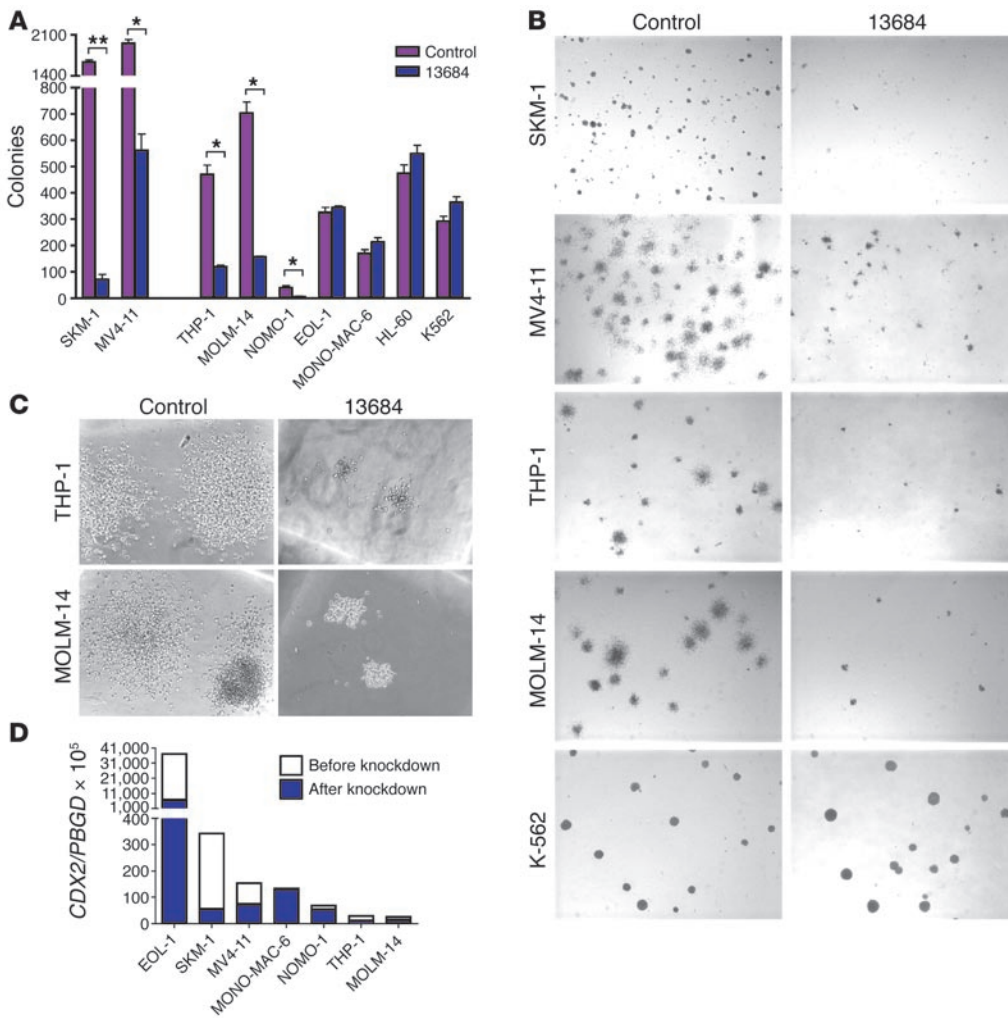 A
Colonies
2100
1400
800
700
600
500
400
300
200
100
0
** * * * *
Control
13684
SKM-1 MV4-11 THP-1 MOLM-14 NOMO-1 EOL-1 MONO-MAC-6 HL-60 K562
B
Control 13684
SKM-1
MV4-11
THP-1
MOLM-14
K-562
C
Control 13684
THP-1
MOLM-14
D
CDX2/PBGD × 10⁵
41,000
31,000
21,000
11,000
1,000
400
300
200
100
0
Before knockdown
After knockdown
EOL-1 SKM-1 MV4-11 MONO-MAC-6 NOMO-1 THP-1 MOLM-14